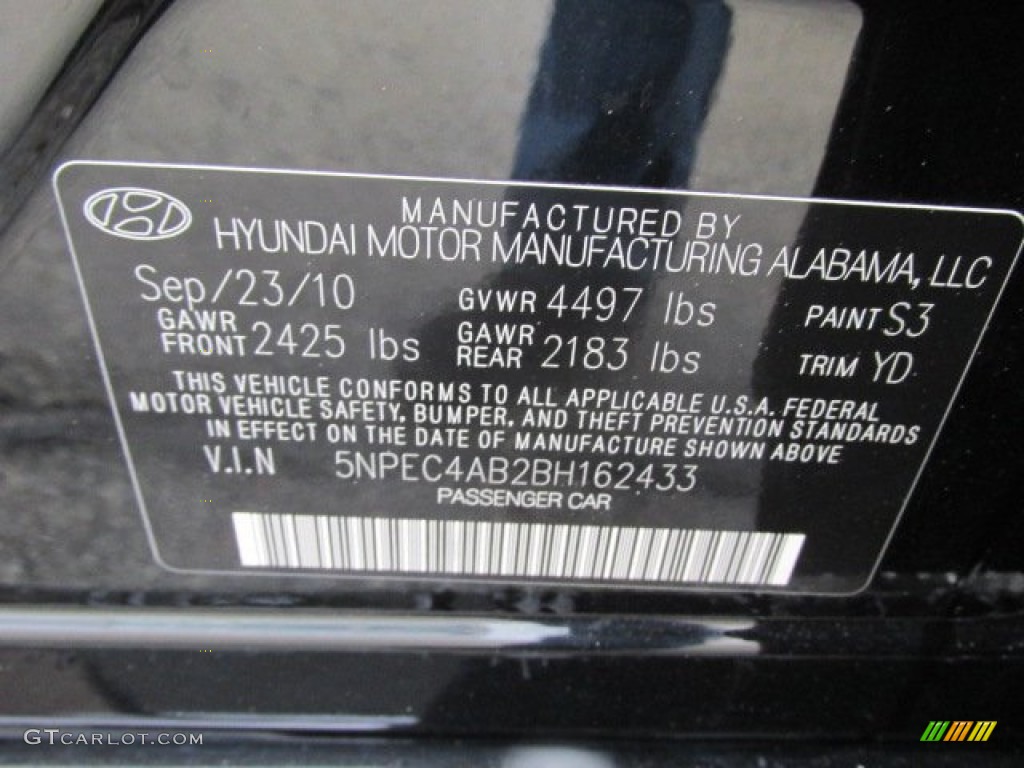 MANUFACTURED BY
HYUNDAI MOTOR MANUFACTURING ALABAMA, LLC
Sep/23/10 GVWR 4497 lbs PAINT S3
GAWR FRONT 2425 lbs GAWR REAR 2183 lbs TRIM YD
THIS VEHICLE CONFORMS TO ALL APPLICABLE U.S.A. FEDERAL
MOTOR VEHICLE SAFETY, BUMPER, AND THEFT PREVENTION STANDARDS
IN EFFECT ON THE DATE OF MANUFACTURE SHOWN ABOVE
V.I.N 5NPEC4AB2BH162433
PASSENGER CAR
GTCARLOT.COM